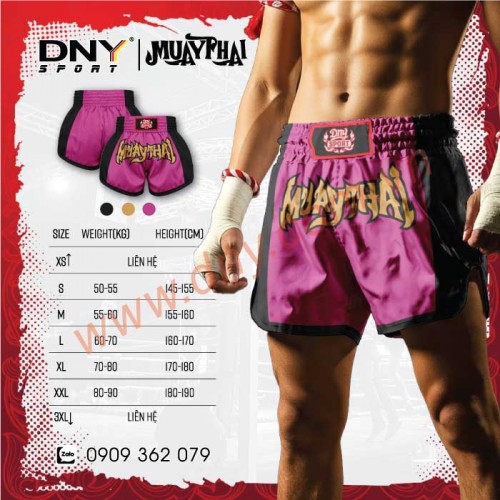 DNY® | MUAYTHAI
SPORT
DNY
SPORT
MUAYTHAI
SIZE WEIGHT(KG) HEIGHT(CM)
XS↑ LIÊN HỆ
S 50-55 145-155
M 55-60 155-160
L 60-70 160-170
XL 70-80 170-180
XXL 80-90 180-190
3XL↓ LIÊN HỆ
Zalo 0909 362 079